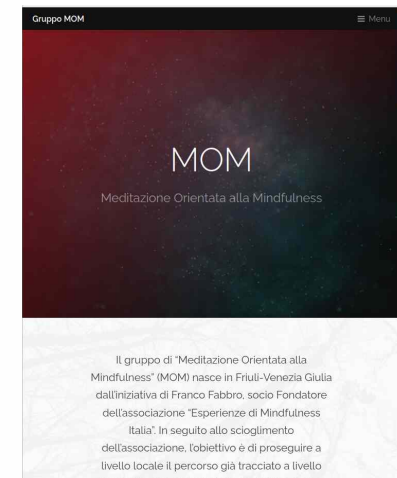 Gruppo MOM
Menu
MOM
Meditazione Orientata alla Mindfulness
Il gruppo di "Meditazione Orientata alla
Mindfulness" (MOM) nasce in Friuli-Venezia Giulia
dall'iniziativa di Franco Fabbro, socio Fondatore
dell'associazione "Esperienze di Mindfulness
Italia". In seguito allo scioglimento
dell'associazione, l'obiettivo è di proseguire a
livello locale il percorso già tracciato a livello